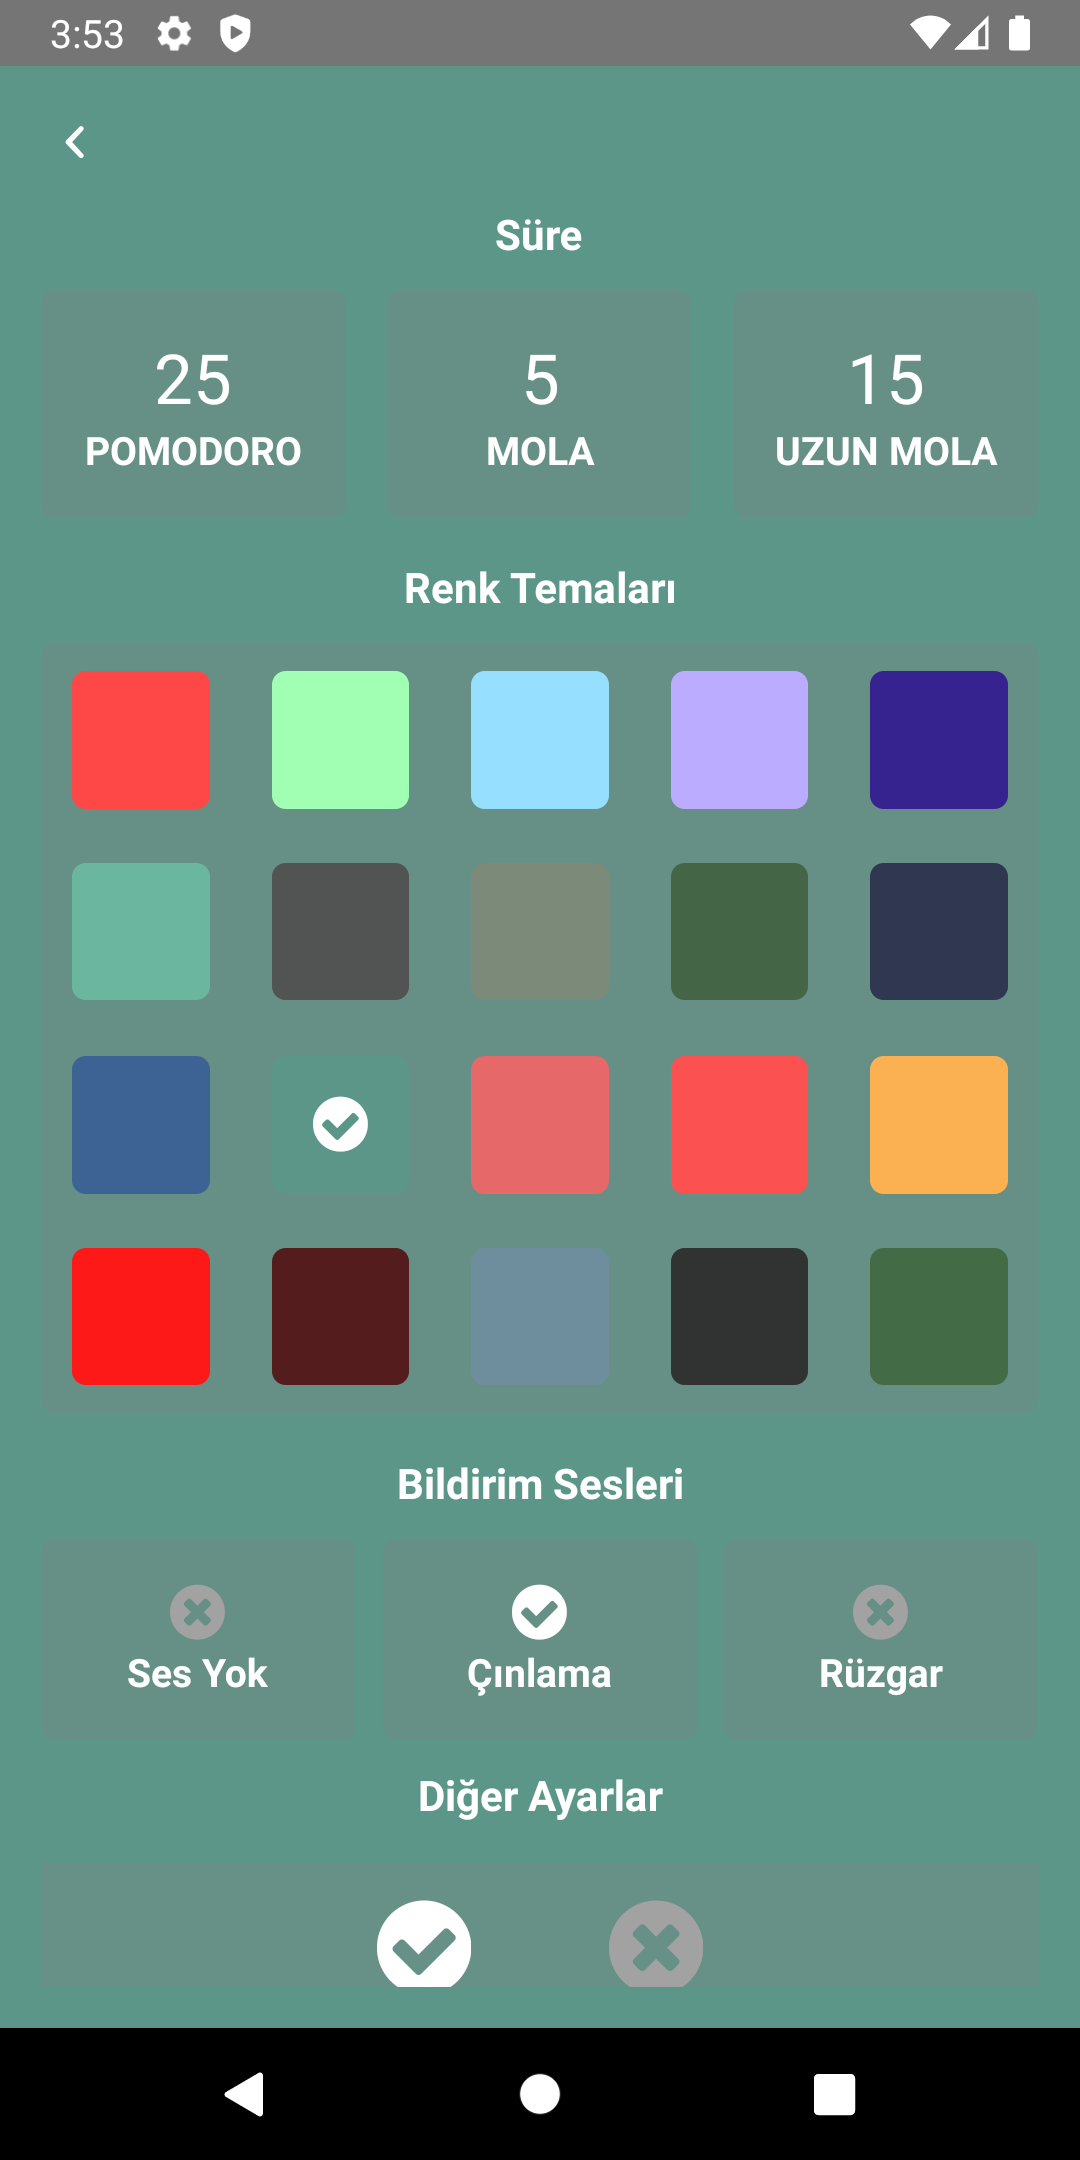 3:53
Süre
25
POMODORO
5
MOLA
15
UZUN MOLA
Renk Temaları
Bildirim Sesleri
Ses Yok
Çınlama
Rüzgar
Diğer Ayarlar